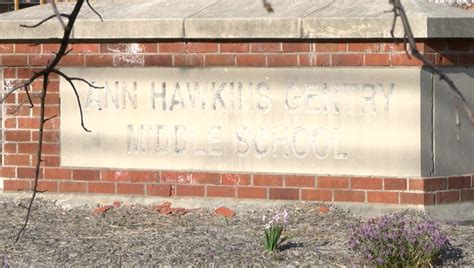 ANN HAWKINS GENTRY
MIDDLE SCHOOL